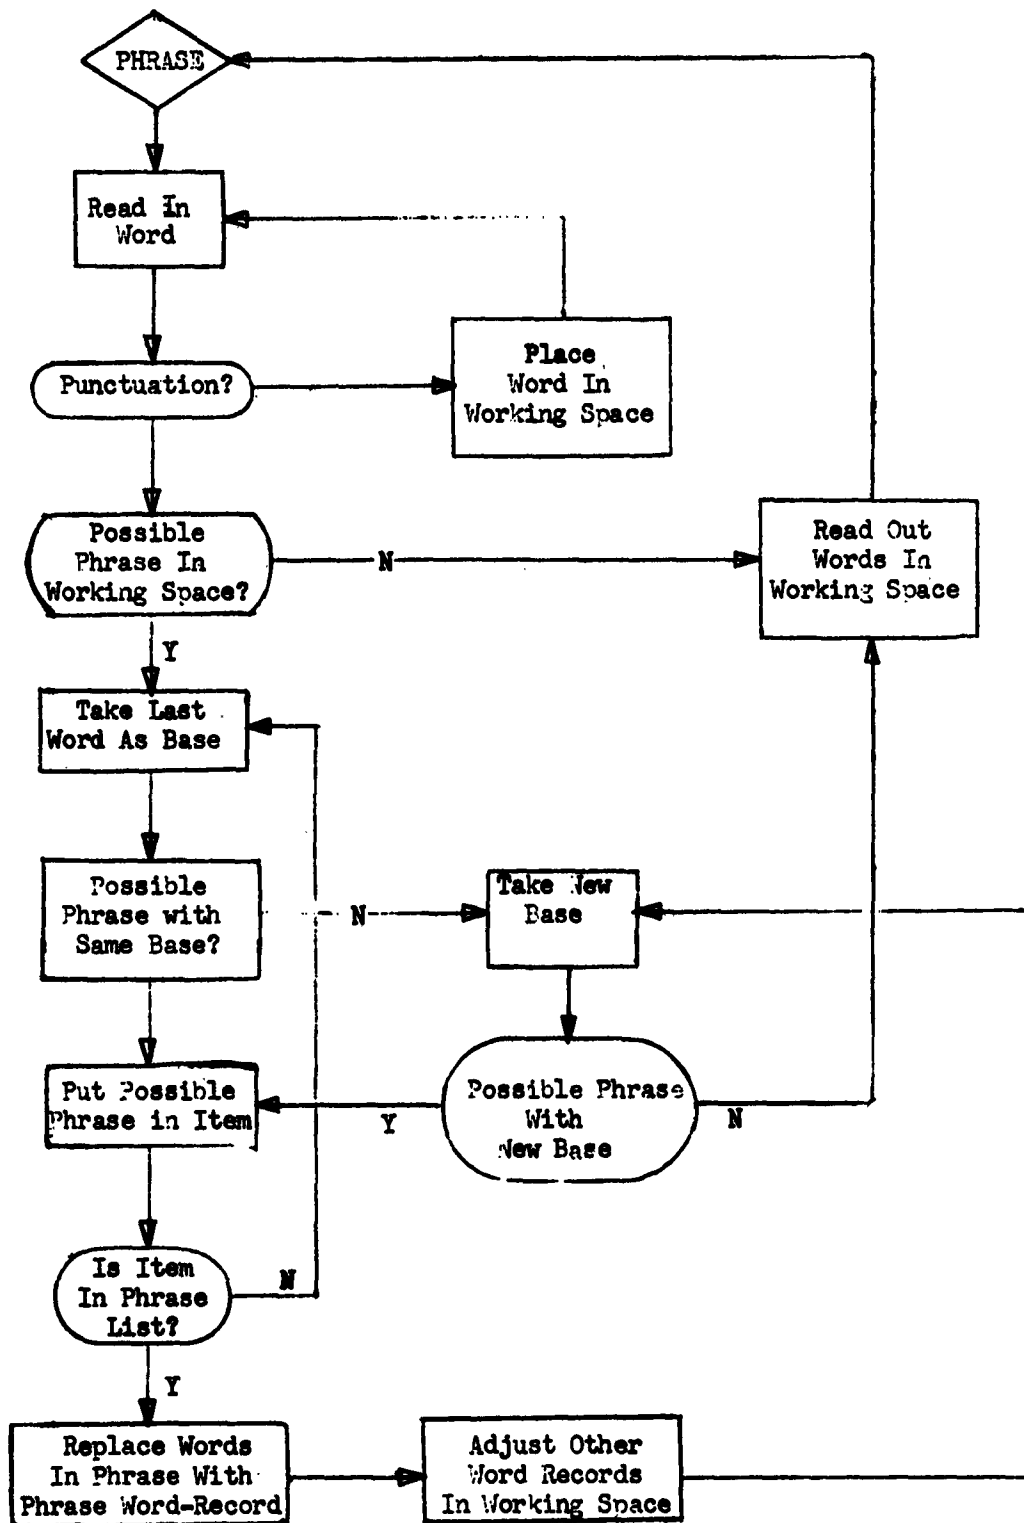 PHRASE
Read In
Word
Punctuation?
Place
Word In
Working Space
Possible
Phrase In
Working Space?
N
Read Out
Words In
Working Space
Y
Take Last
Word As Base
Possible
Phrase with
Same Base?
N
Take New
Base
Put Possible
Phrase in Item
Y
Possible Phrase
With
New Base
N
Is Item
In Phrase
List?
N
Y
Replace Words
In Phrase With
Phrase Word-Record
Adjust Other
Word Records
In Working Space